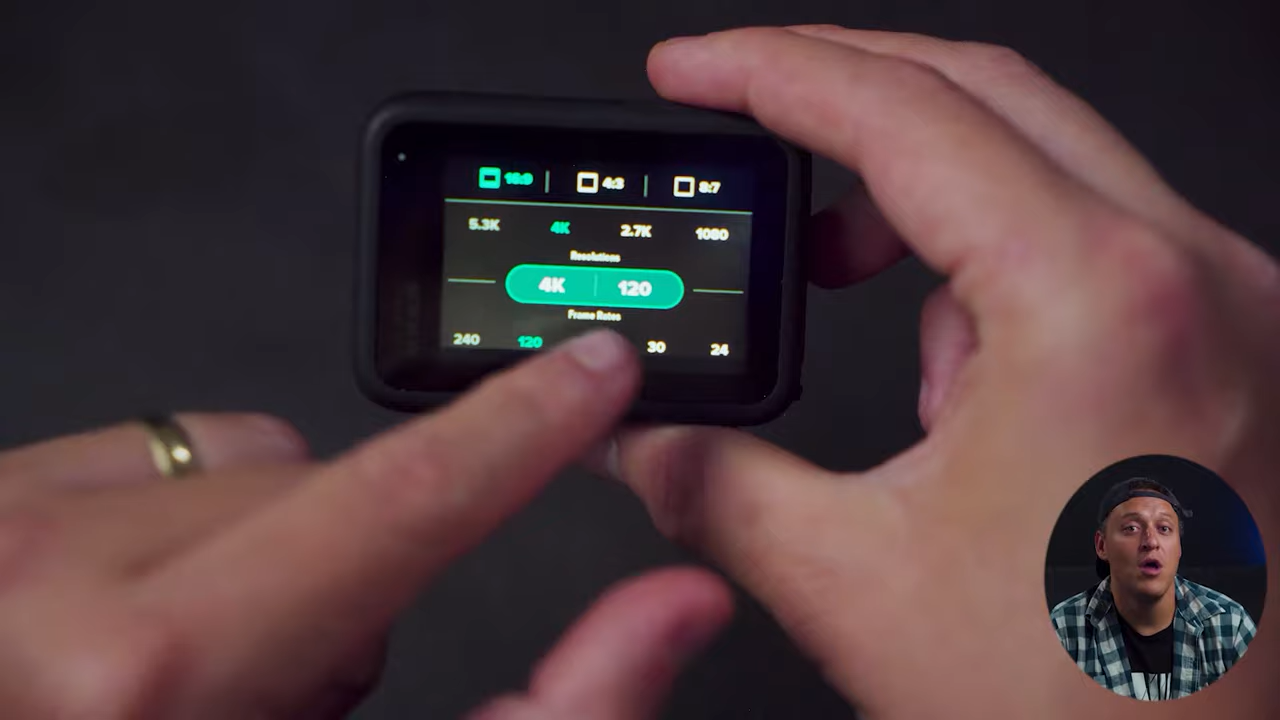 16:9 4:3 8:7
5.3K 4K 2.7K 1080
Resolutions
4K 120
Frame Rates
240 120 30 24